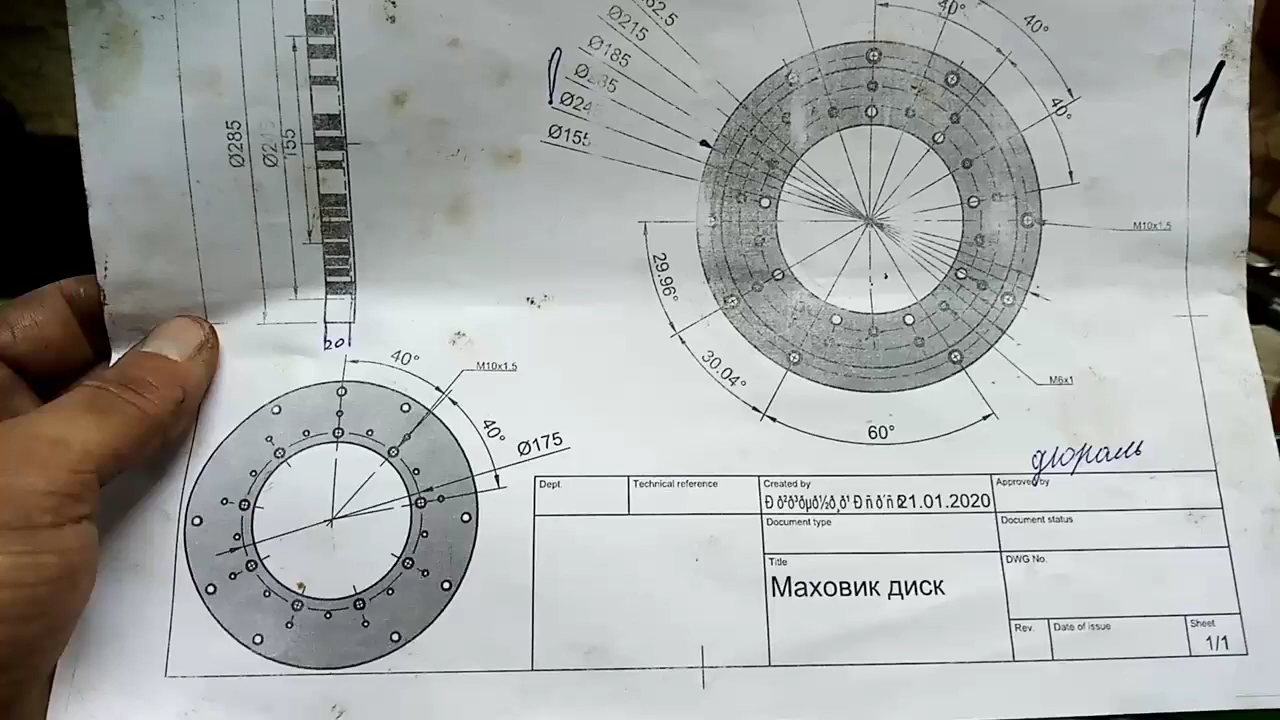 Ø285
155
20
40°
M10x1.5
40°
Ø175
Ø215
Ø185
Ø155
40°
40°
40°
M10x1.5
29.96°
30.04°
60°
M6x1
1
дюраль
Dept.
Technical reference
Created by
21.01.2020
Approved by
Document type
Document status
Title
Маховик диск
DWG No.
Rev.
Date of issue
Sheet
1/1